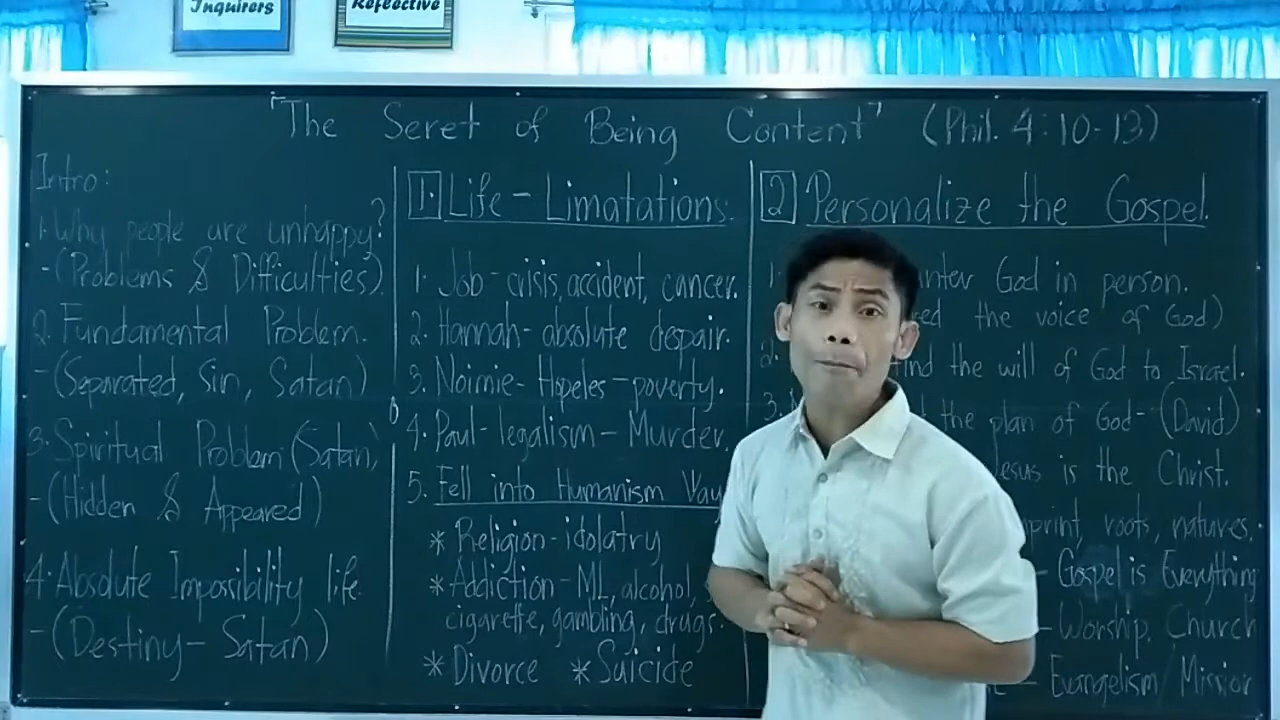 Inquirers
Reflective
"The Seret of Being Content" (Phil. 4:10-13)
Intro:
1. Why people are unhappy?
-(Problems & Difficulties)
2. Fundamental Problem.
-(Separated, Sin, Satan)
3. Spiritual Problem (Satan)
-(Hidden & Appeared)
4. Absolute Impossibility life
-(Destiny- Satan)
1. Life - Limatations.
1. Job - crisis, accident, cancer.
2. Hannah - absolute despair.
3. Noimie - Hopeles - poverty.
4. Paul - legalism - Murder,
5. Fell into Humanism Way
* Religion - idolatry
* Addiction - ML, alcohol,
cigarette, gambling, drugs.
* Divorce * Suicide
2 Personalize the Gospel.
1. God in person.
the voice of God)
2. the will of God to Israel.
3. the plan of God- (David)
Jesus is the Christ.
roots, natures.
- Gospel is Everything
- Worship, Church
- Evangelism/Mission